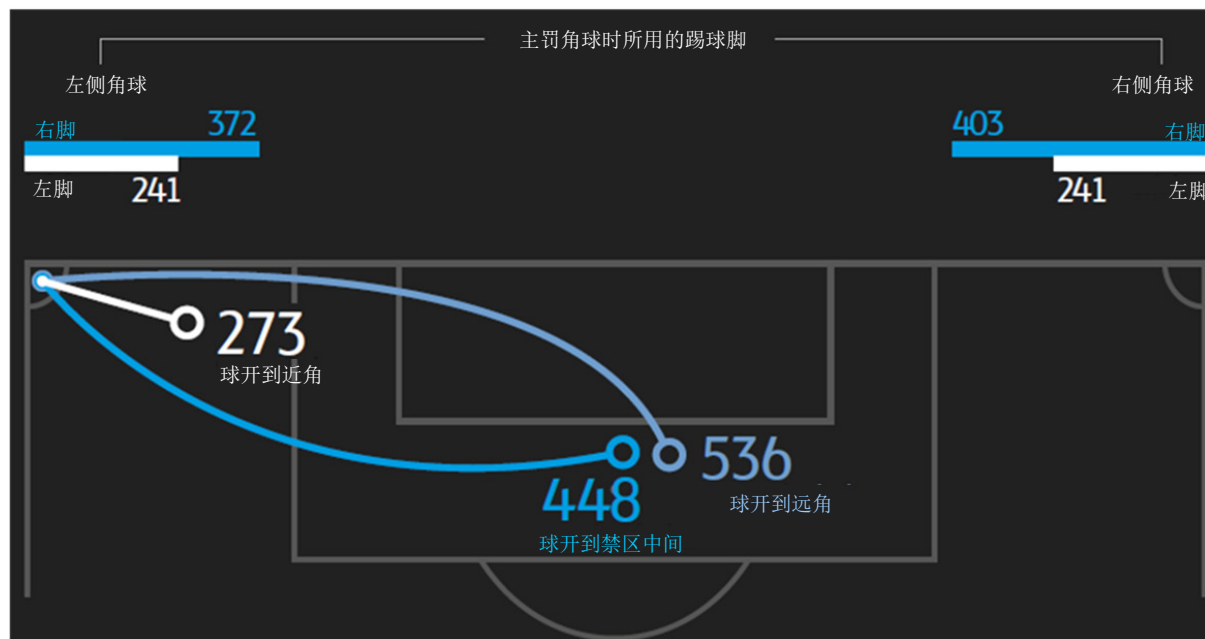 主罚角球时所用的踢球脚
左侧角球
右侧角球
右脚
372
403
右脚
左脚
241
241
左脚
273
球开到近角
536
球开到远角
448
球开到禁区中间